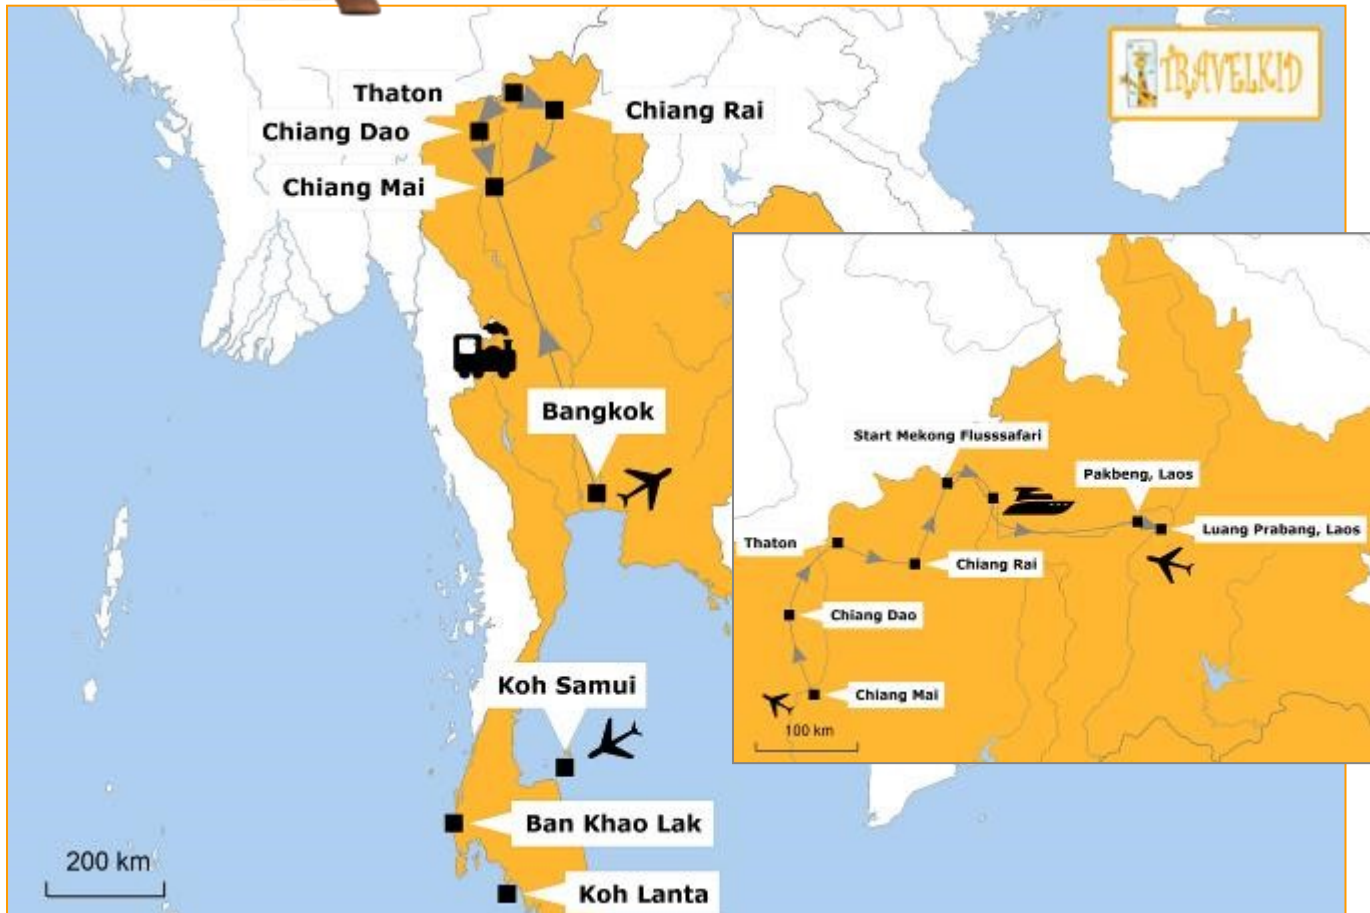 TRAVELKID
Thaton
Chiang Rai
Chiang Dao
Chiang Mai
Bangkok
Koh Samui
Ban Khao Lak
Koh Lanta
200 km
Start Mekong Flusssafari
Pakbeng, Laos
Luang Prabang, Laos
Thaton
Chiang Rai
Chiang Dao
Chiang Mai
100 km